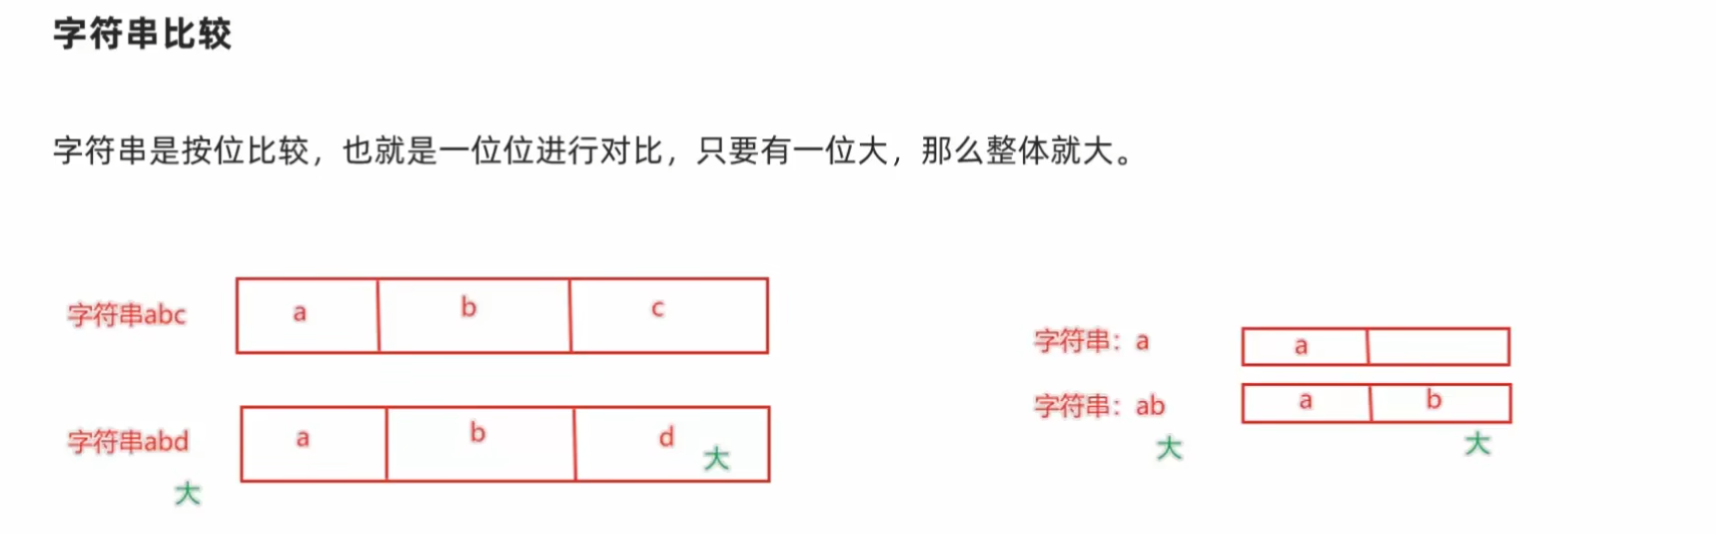 字符串比较
字符串是按位比较，也就是一位位进行对比，只要有一位大，那么整体就大。
字符串abc
a b c
字符串abd
a b d
大
大
字符串：a
a
字符串：ab
a b
大
大